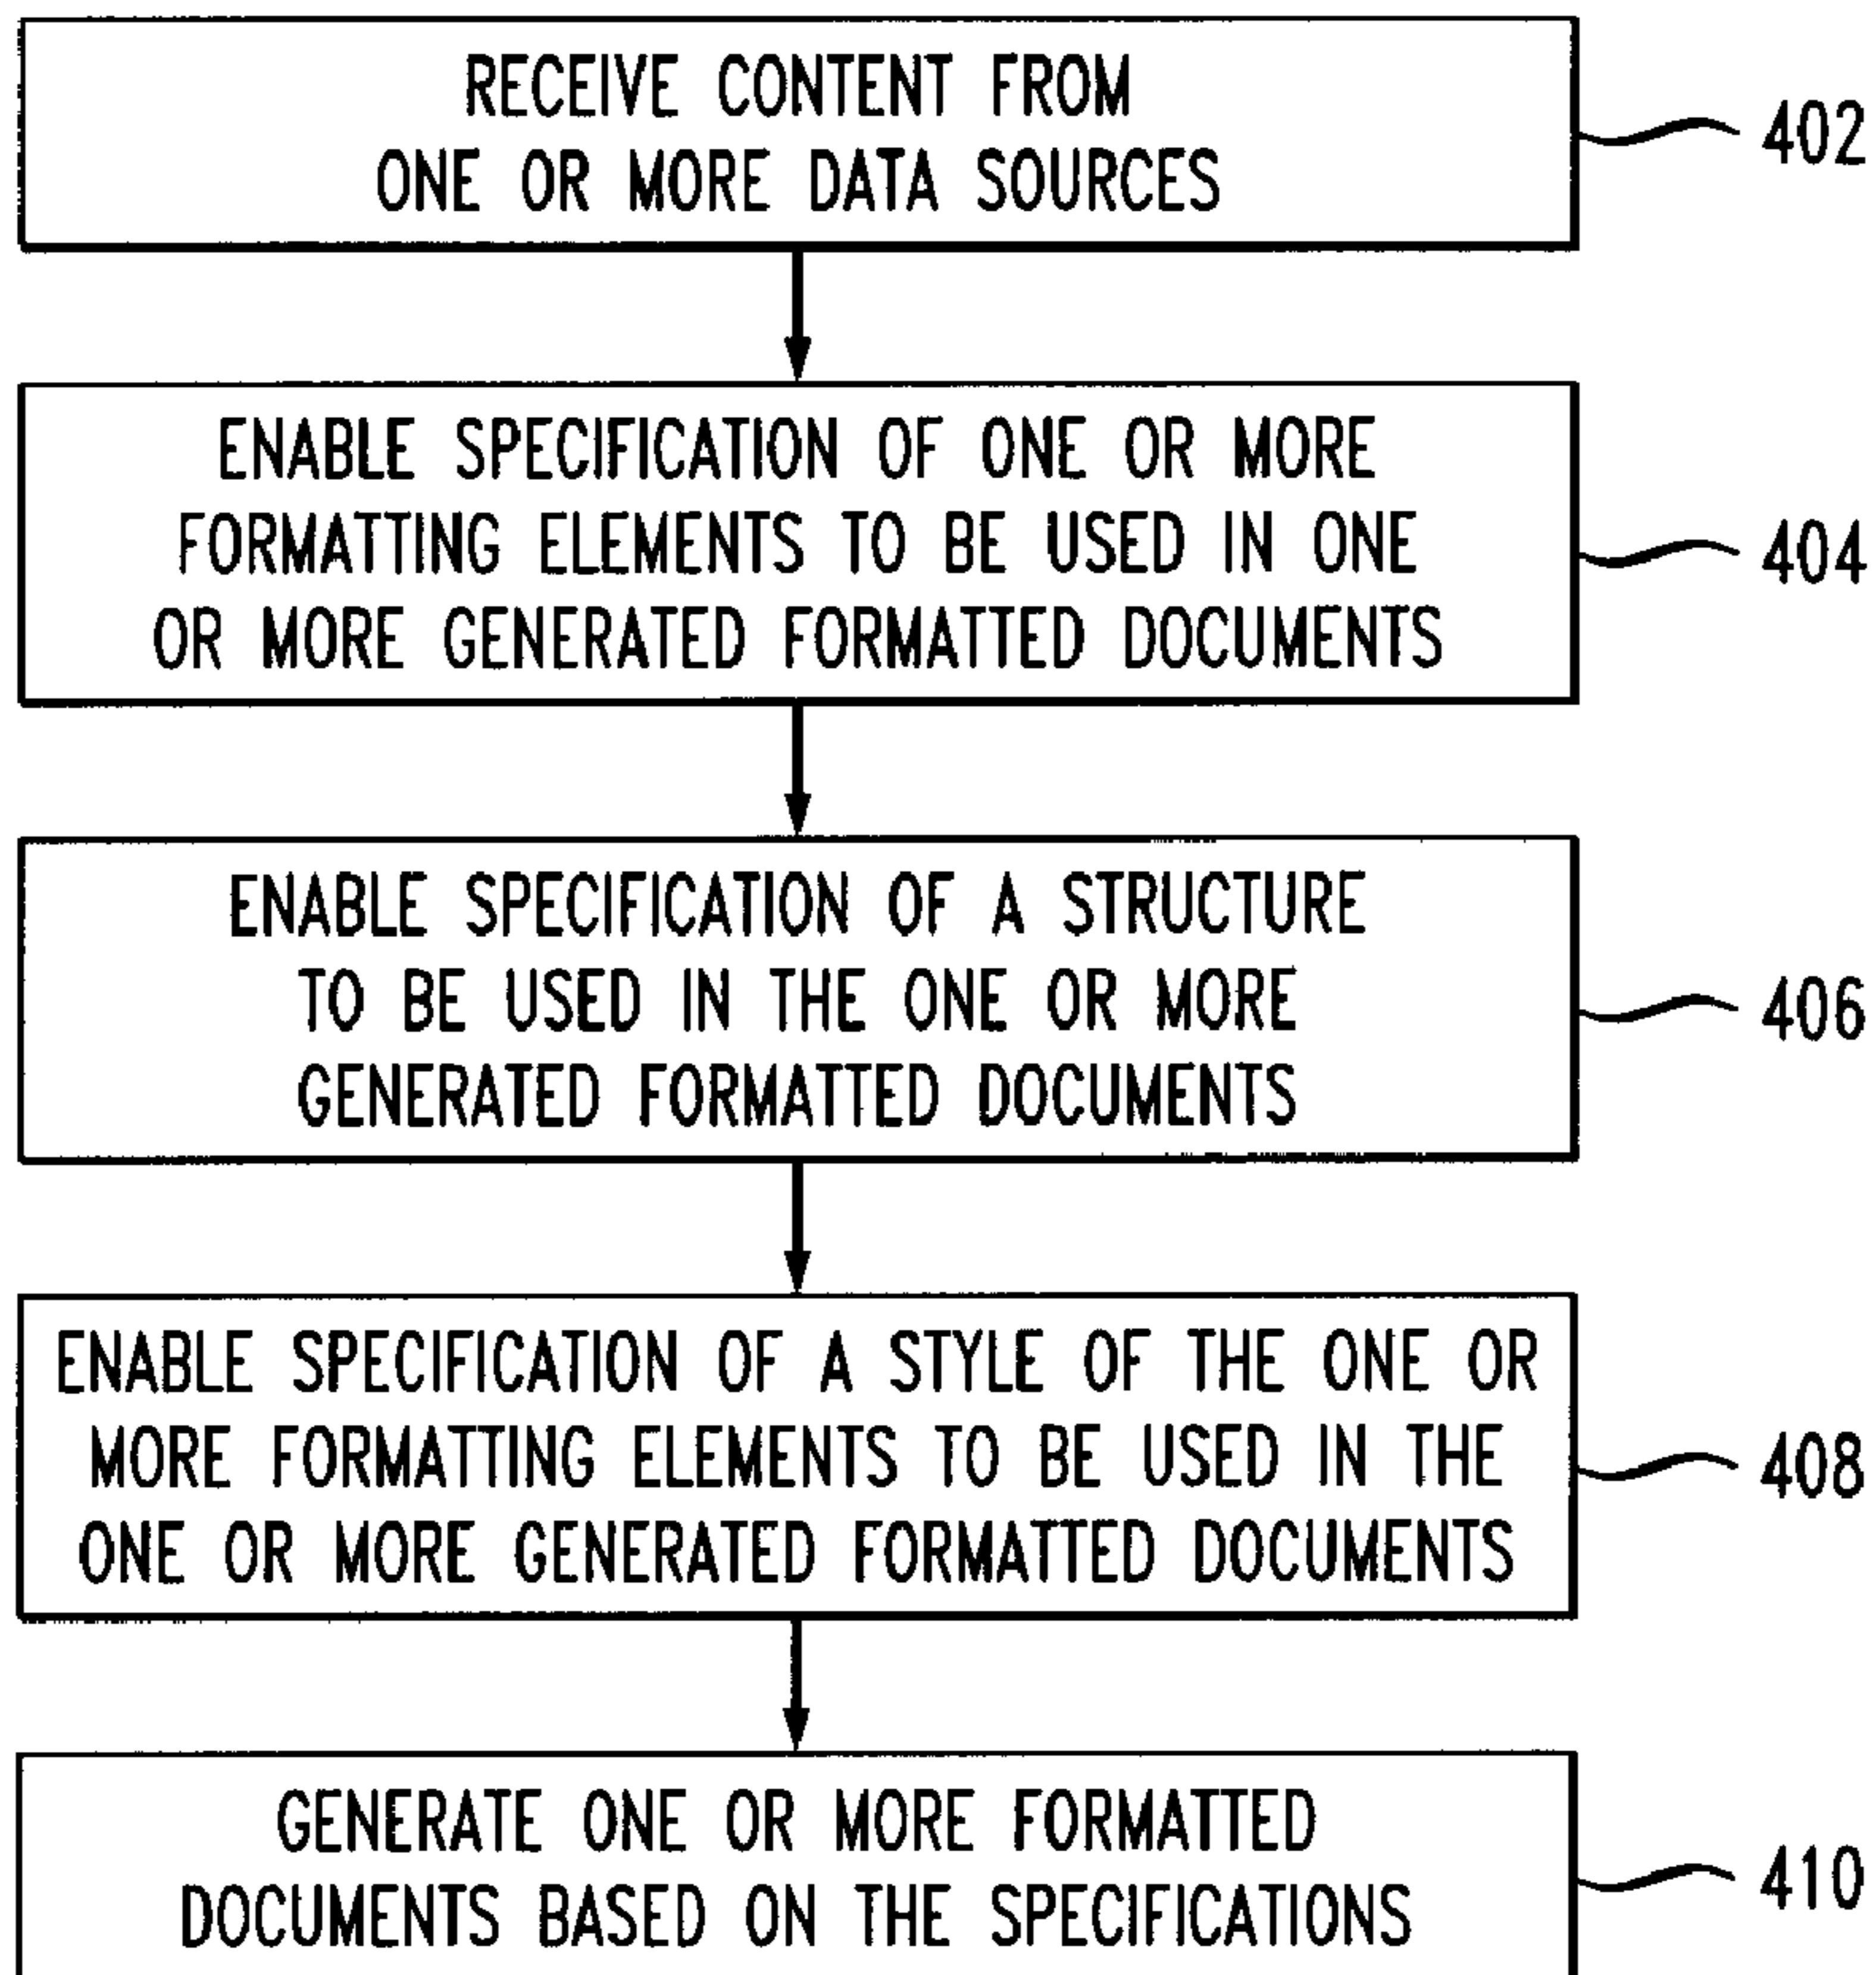 RECEIVE CONTENT FROM
ONE OR MORE DATA SOURCES
402
ENABLE SPECIFICATION OF ONE OR MORE
FORMATTING ELEMENTS TO BE USED IN ONE
OR MORE GENERATED FORMATTED DOCUMENTS
404
ENABLE SPECIFICATION OF A STRUCTURE
TO BE USED IN THE ONE OR MORE
GENERATED FORMATTED DOCUMENTS
406
ENABLE SPECIFICATION OF A STYLE OF THE ONE OR
MORE FORMATTING ELEMENTS TO BE USED IN THE
ONE OR MORE GENERATED FORMATTED DOCUMENTS
408
GENERATE ONE OR MORE FORMATTED
DOCUMENTS BASED ON THE SPECIFICATIONS
410